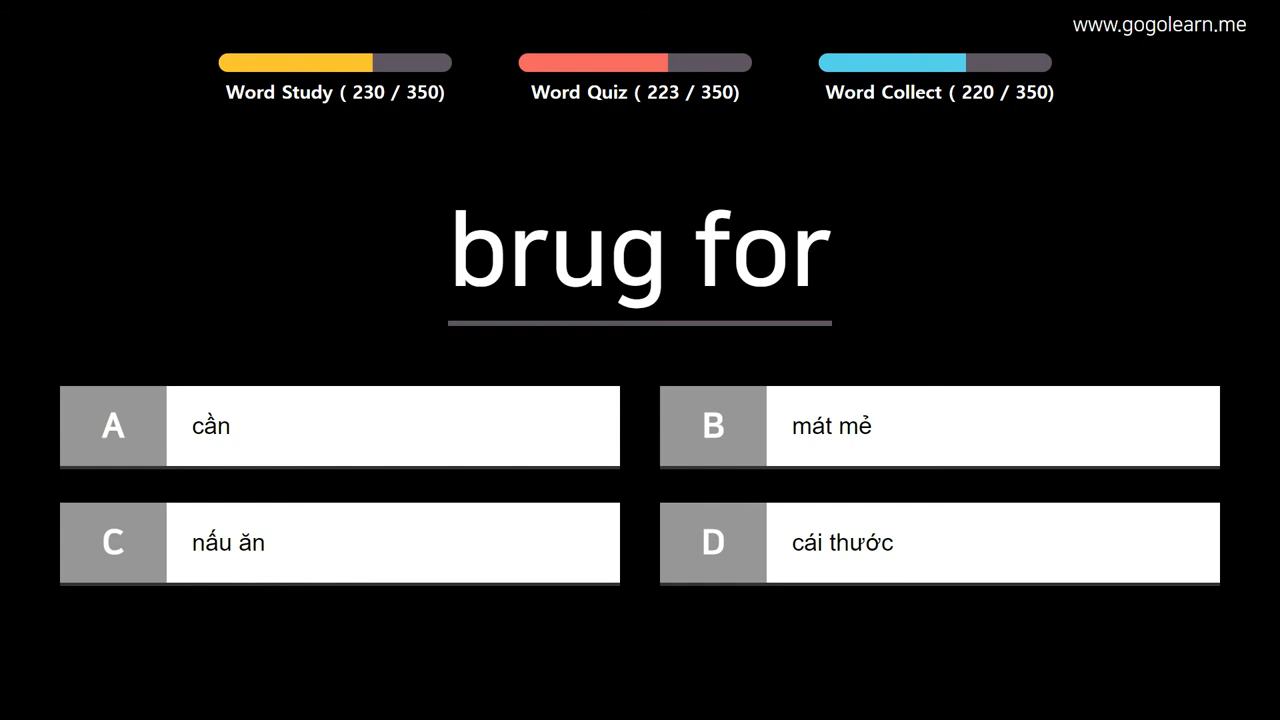 www.gogolearn.me
Word Study ( 230 / 350)
Word Quiz ( 223 / 350)
Word Collect ( 220 / 350)
brug for
A
cần
B
mát mẻ
C
nấu ăn
D
cái thước